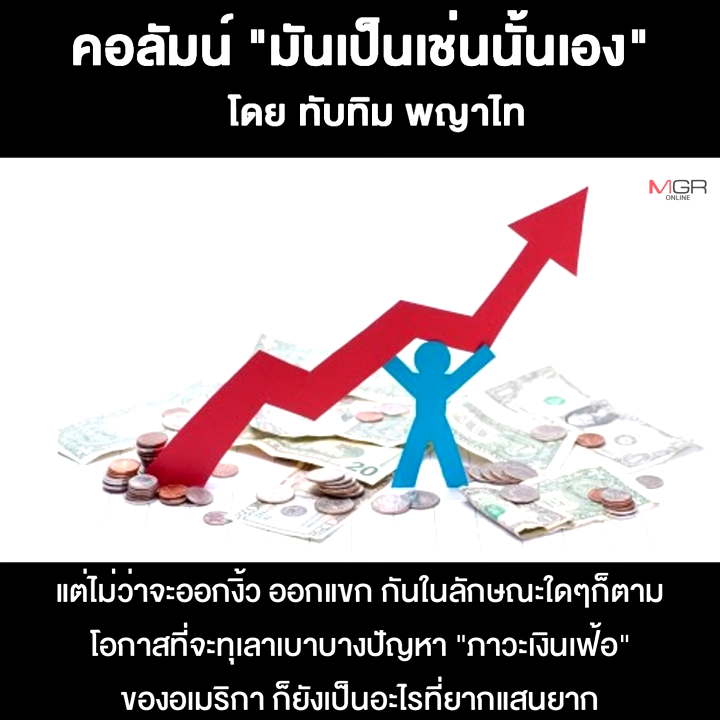 คอลัมน์ "มันเป็นเช่นนั้นเอง"
โดย ทับทิม พญาไท
MGR
ONLINE
20
แต่ไม่ว่าจะออกงิ้ว ออกแขก กันในลักษณะใดๆก็ตาม
โอกาสที่จะทุเลาเบาบางปัญหา "ภาวะเงินเฟ้อ"
ของอเมริกา ก็ยังเป็นอะไรที่ยากแสนยาก